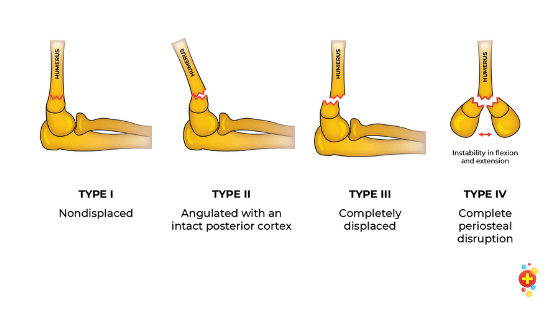 HUMERUS
HUMERUS
HUMERUS
HUMERUS
Instability in flexion
and extension
TYPE I
Nondisplaced
TYPE II
Angulated with an
intact posterior cortex
TYPE III
Completely
displaced
TYPE IV
Complete
periosteal
disruption